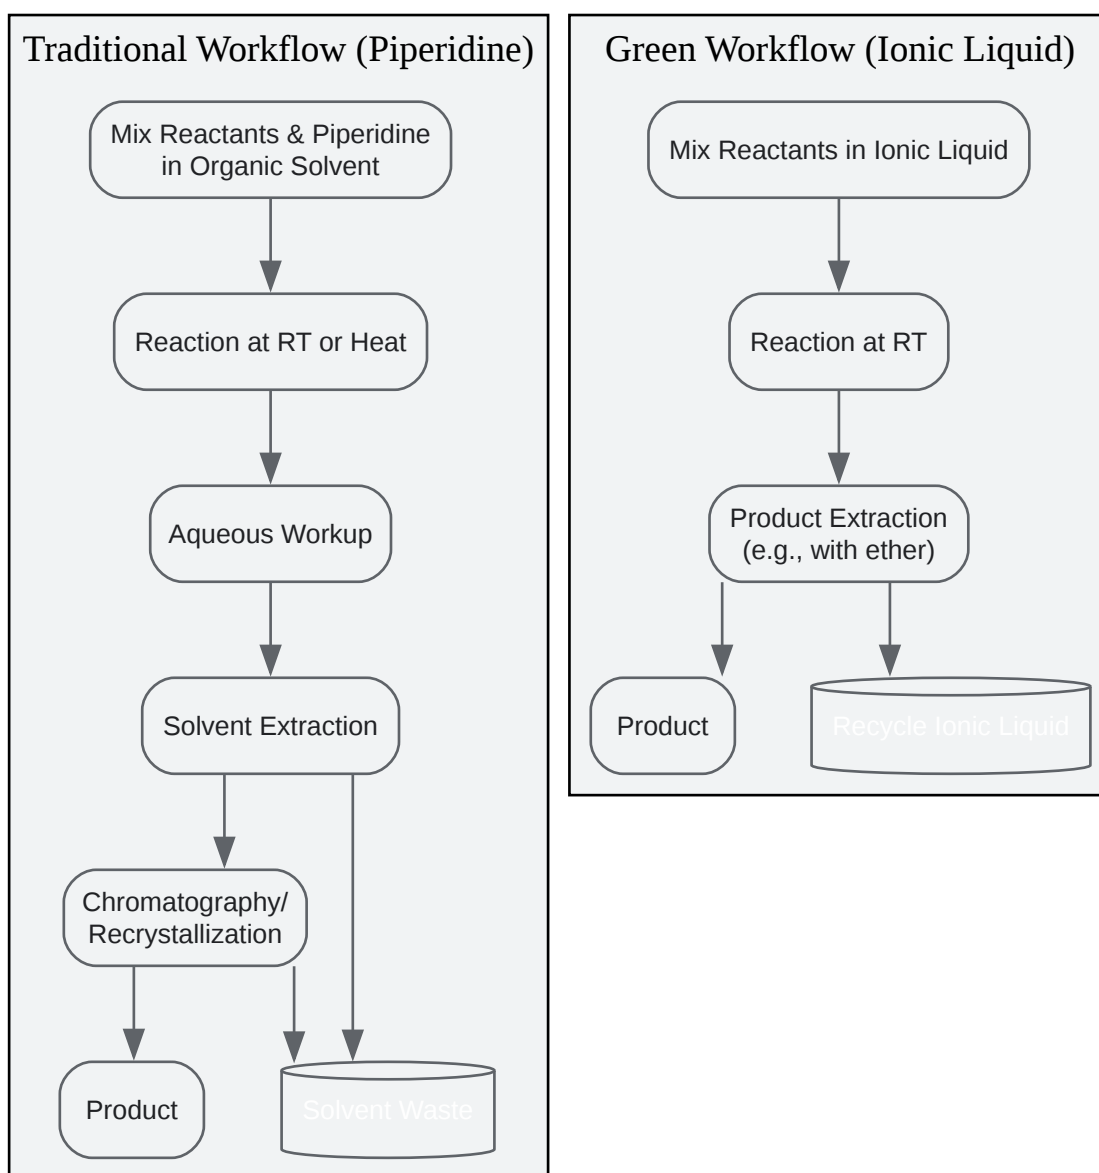 Traditional Workflow (Piperidine)
Mix Reactants & Piperidine
in Organic Solvent
Reaction at RT or Heat
Aqueous Workup
Solvent Extraction
Chromatography/
Recrystallization
Product
Solvent Waste
Green Workflow (Ionic Liquid)
Mix Reactants in Ionic Liquid
Reaction at RT
Product Extraction
(e.g., with ether)
Product
Recycle Ionic Liquid